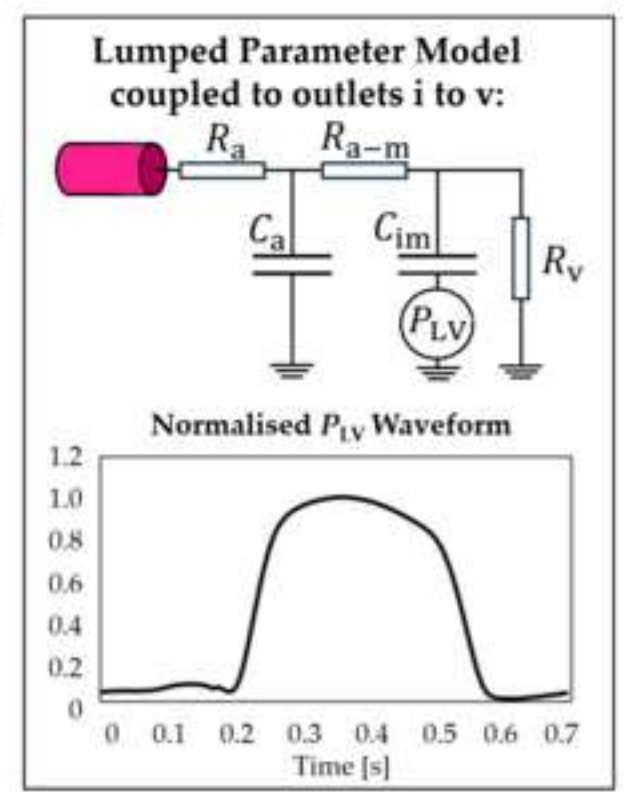 Lumped Parameter Model
coupled to outlets i to v:
Ra Ra−m
Ca Cim Rv
PLV
Normalised PLV Waveform
1.2
1.0
0.8
0.6
0.4
0.2
0
0 0.1 0.2 0.3 0.4 0.5 0.6 0.7
Time [s]